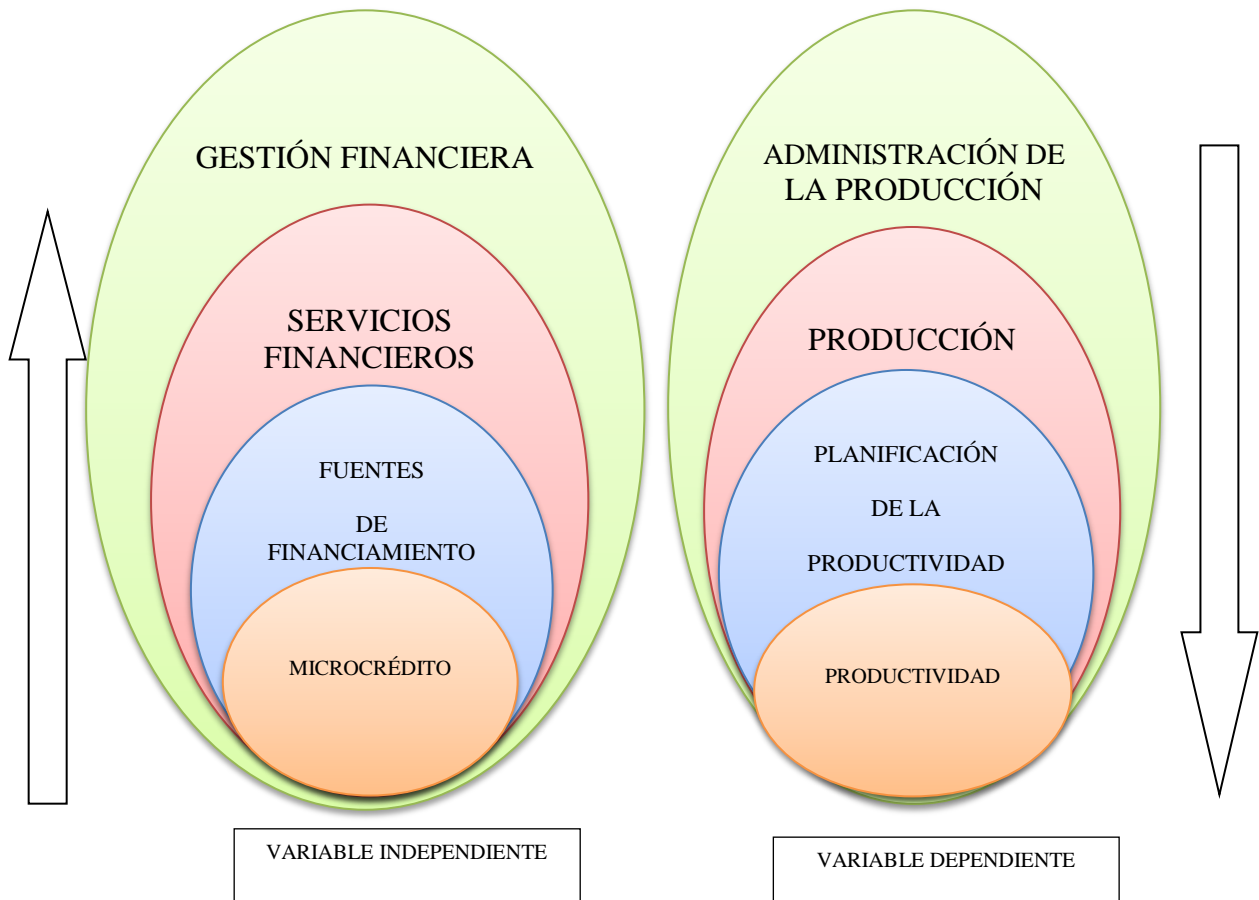 GESTIÓN FINANCIERA
SERVICIOS
FINANCIEROS
FUENTES
DE
FINANCIAMIENTO
MICROCRÉDITO
VARIABLE INDEPENDIENTE
ADMINISTRACIÓN DE
LA PRODUCCIÓN
PRODUCCIÓN
PLANIFICACIÓN
DE LA
PRODUCTIVIDAD
PRODUCTIVIDAD
VARIABLE DEPENDIENTE